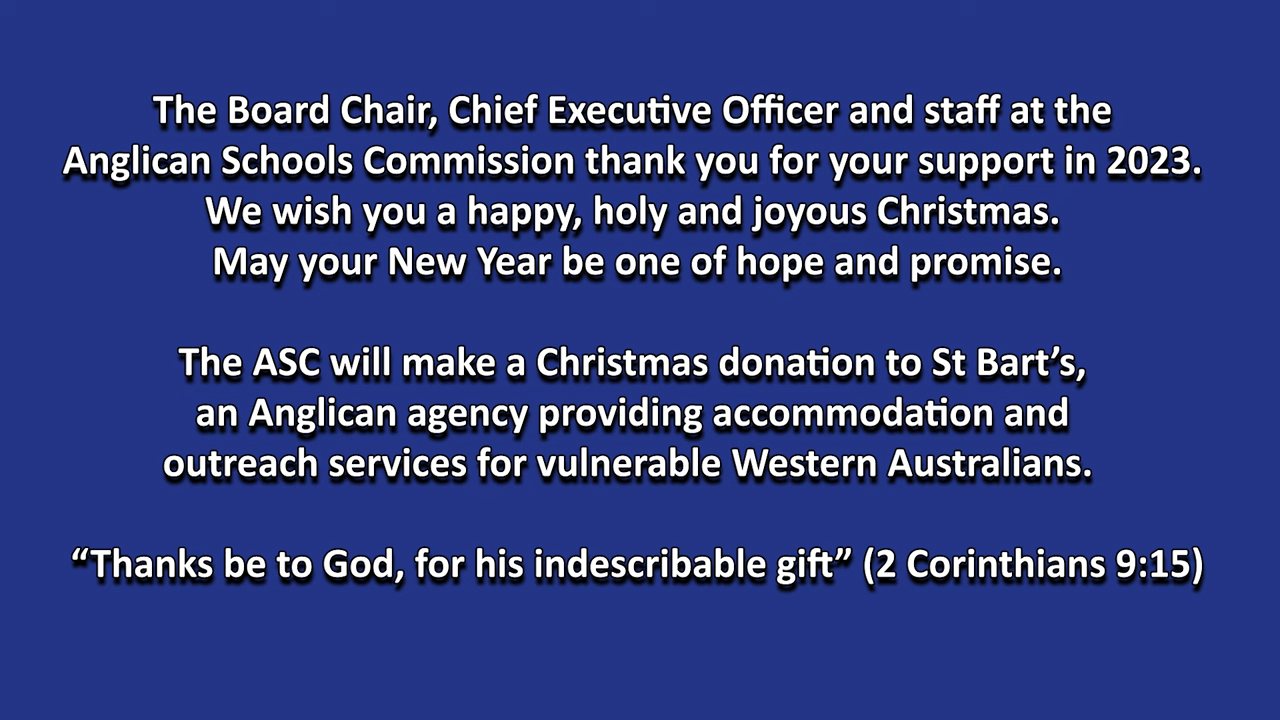 The Board Chair, Chief Executive Officer and staff at the
Anglican Schools Commission thank you for your support in 2023.
We wish you a happy, holy and joyous Christmas.
May your New Year be one of hope and promise.
The ASC will make a Christmas donation to St Bart’s,
an Anglican agency providing accommodation and
outreach services for vulnerable Western Australians.
“Thanks be to God, for his indescribable gift” (2 Corinthians 9:15)